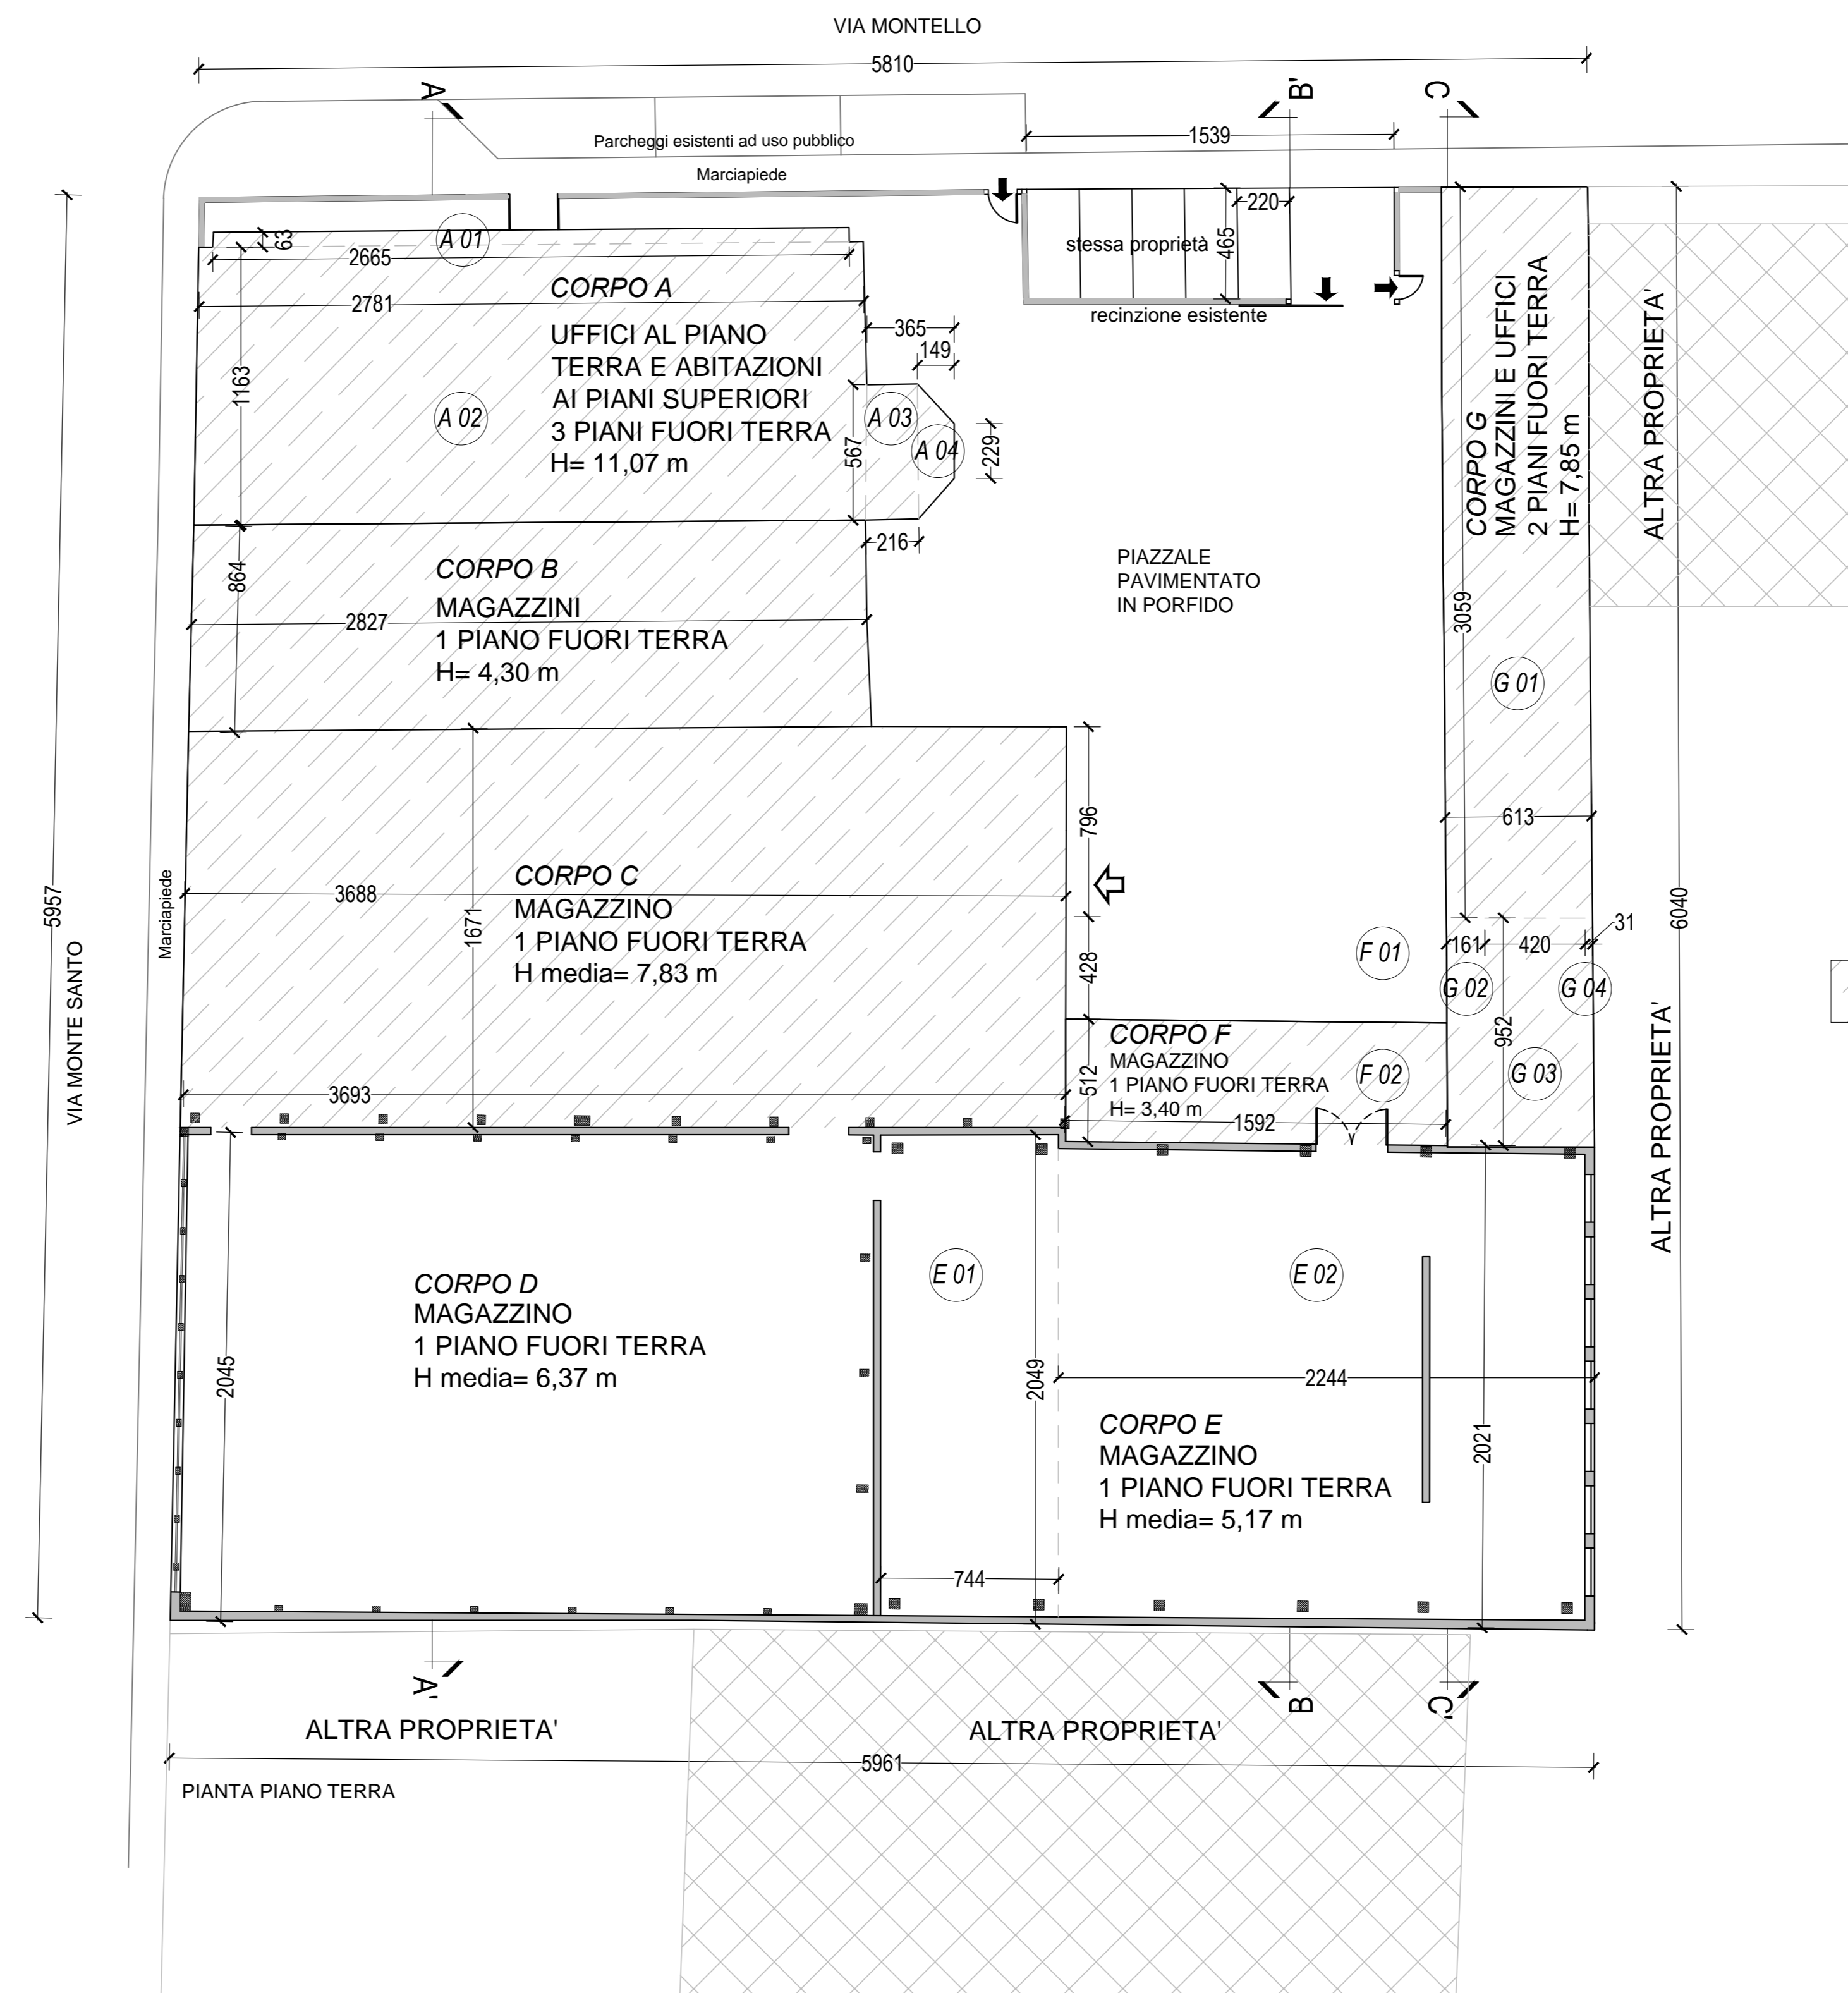 VIA MONTELLO
5810
A
B'
C
Parcheggi esistenti ad uso pubblico
1539
Marciapiede
220
465
stessa proprietà
recinzione esistente
63
A 01
2665
2781
CORPO A
UFFICI AL PIANO
TERRA E ABITAZIONI
AI PIANI SUPERIORI
3 PIANI FUORI TERRA
H= 11,07 m
1163
A 02
365
149
A 03
A 04
567
229
216
CORPO G
MAGAZZINI E UFFICI
2 PIANI FUORI TERRA
H= 7,85 m
ALTRA PROPRIETA'
PIAZZALE
PAVIMENTATO
IN PORFIDO
864
CORPO B
MAGAZZINI
2827
1 PIANO FUORI TERRA
H= 4,30 m
3059
G 01
613
796
5957
VIA MONTE SANTO
Marciapiede
3688
1671
CORPO C
MAGAZZINO
1 PIANO FUORI TERRA
H media= 7,83 m
6040
31
161
420
F 01
428
G 02
G 04
952
ALTRA PROPRIETA'
CORPO F
MAGAZZINO
1 PIANO FUORI TERRA
H= 3,40 m
512
F 02
G 03
3693
1592
E 01
E 02
CORPO D
MAGAZZINO
1 PIANO FUORI TERRA
H media= 6,37 m
2045
2049
2244
CORPO E
MAGAZZINO
1 PIANO FUORI TERRA
H media= 5,17 m
2021
744
A'
B
C'
ALTRA PROPRIETA'
ALTRA PROPRIETA'
5961
PIANTA PIANO TERRA